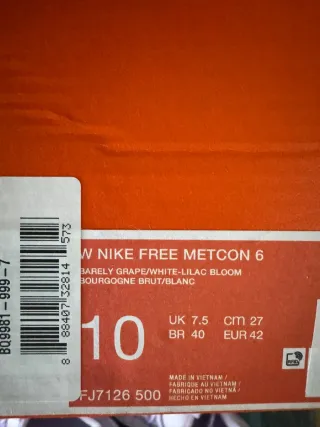 W NIKE FREE METCON 6
BARELY GRAPE/WHITE-LILAC BLOOM
BOURGOGNE BRUT/BLANC
10
UK 7.5 cm 27
BR 40 EUR 42
FJ7126 500
MADE IN VIETNAM /
FABRIQUÉ AU VIETNAM /
FABRICADO NO VIETNÃ /
HECHO EN VIETNAM
BQ9981-999-7
8 88407 32814 573